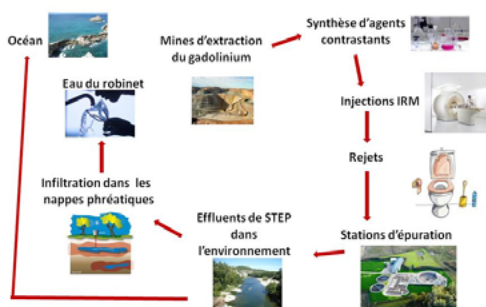 Océan
Mines d'extraction
du gadolinium
Synthèse d'agents
contrastants
Eau du robinet
Injections IRM
Rejets
Infiltration dans les
nappes phréatiques
Effluents de STEP
dans
l'environnement
Stations d'épuration